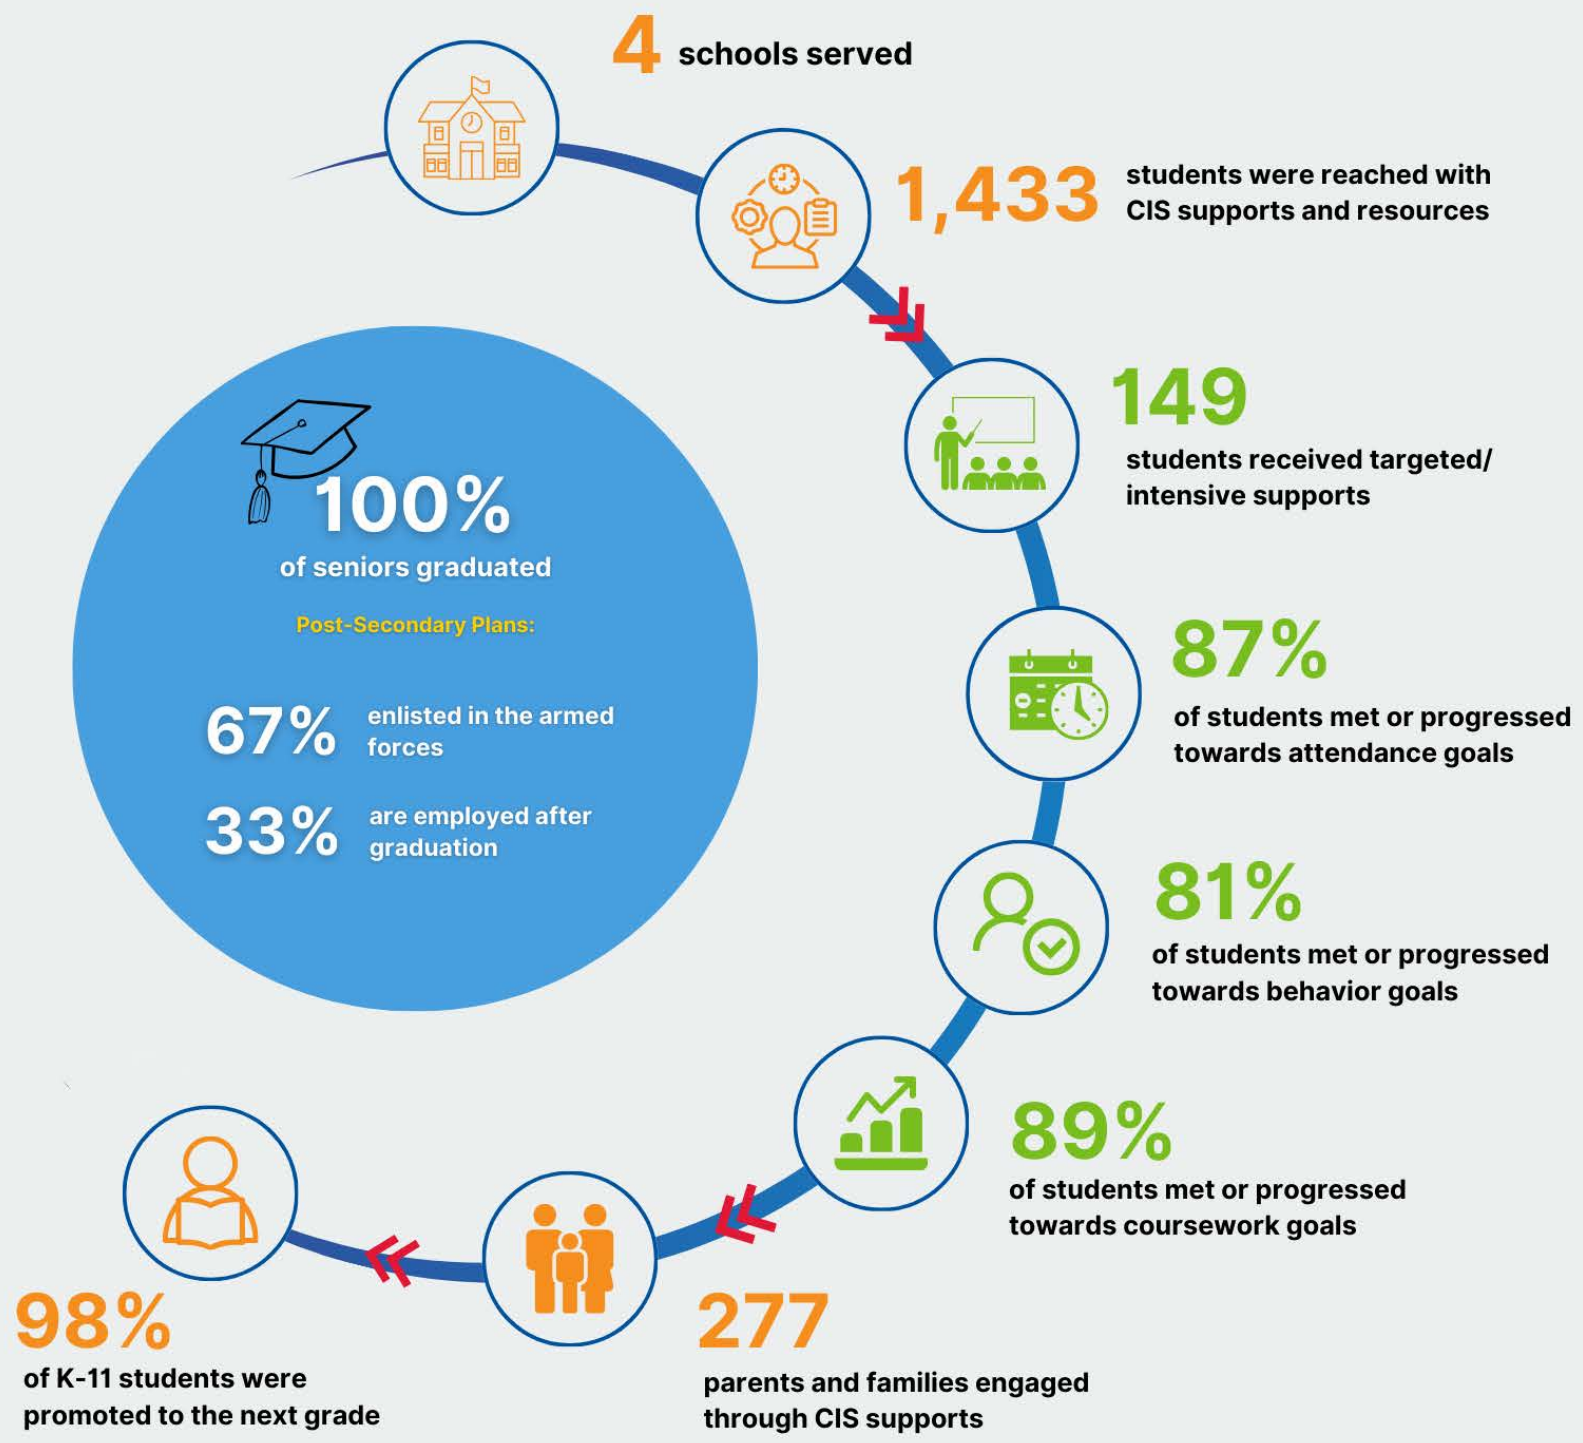 4 schools served
1,433 students were reached with
CIS supports and resources
149
students received targeted/
intensive supports
87%
of students met or progressed
towards attendance goals
81%
of students met or progressed
towards behavior goals
89%
of students met or progressed
towards coursework goals
277
parents and families engaged
through CIS supports
98%
of K-11 students were
promoted to the next grade
100%
of seniors graduated
Post-Secondary Plans:
67% enlisted in the armed
forces
33% are employed after
graduation